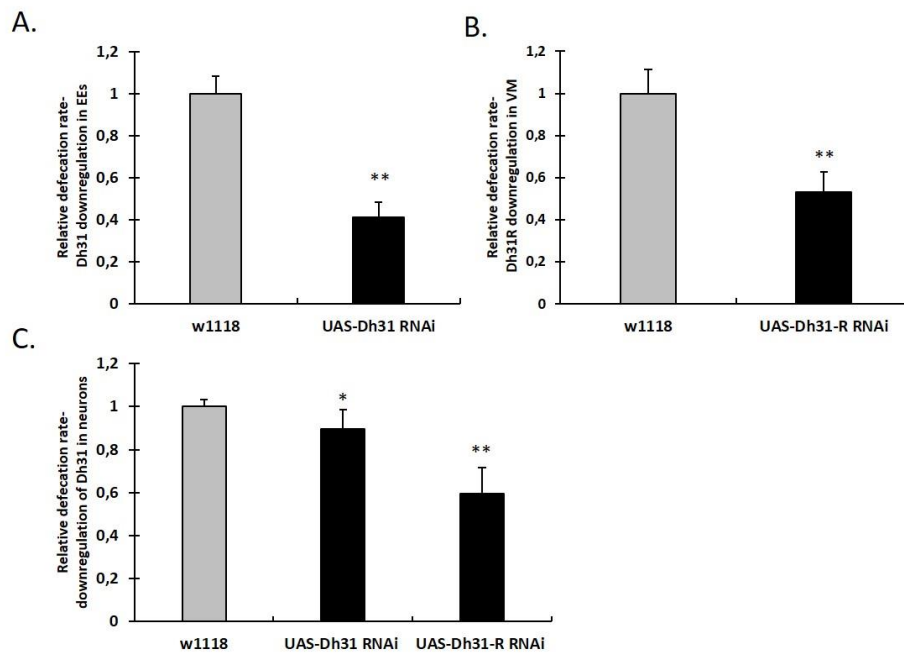 A.
Relative defecation rate-
Dh31 downregulation in EEs
1,2
1
0,8
0,6
0,4
0,2
0
**
w1118
UAS-Dh31 RNAi
B.
Relative defecation rate-
Dh31R downregulation in VM
1,2
1
0,8
0,6
0,4
0,2
0
**
w1118
UAS-Dh31-R RNAi
C.
Relative defecation rate-
downregulation of Dh31 in neurons
1,2
1
0,8
0,6
0,4
0,2
0
*
**
w1118
UAS-Dh31 RNAi
UAS-Dh31-R RNAi